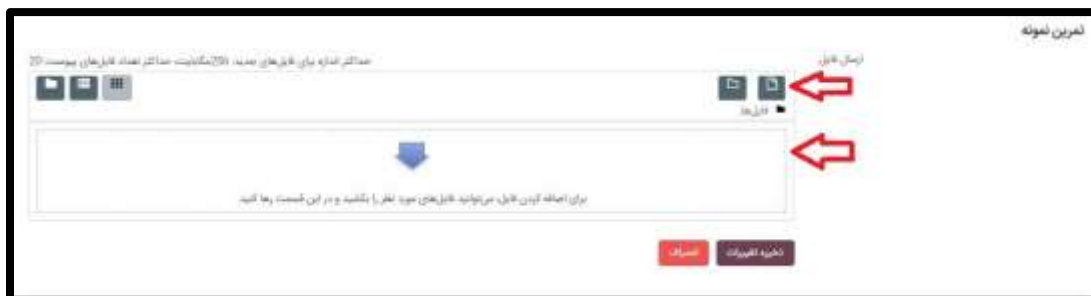 تمرین نمونه
ارسال فایل
حداکثر اندازه برای فایل‌های جدید: 256مگابایت، حداکثر تعداد فایل‌های پیوست: 20
فایل‌ها
برای اضافه کردن فایل، می‌توانید فایل‌های مورد نظر را بکشید و در این قسمت رها کنید.
ذخیره تغییرات
انصراف